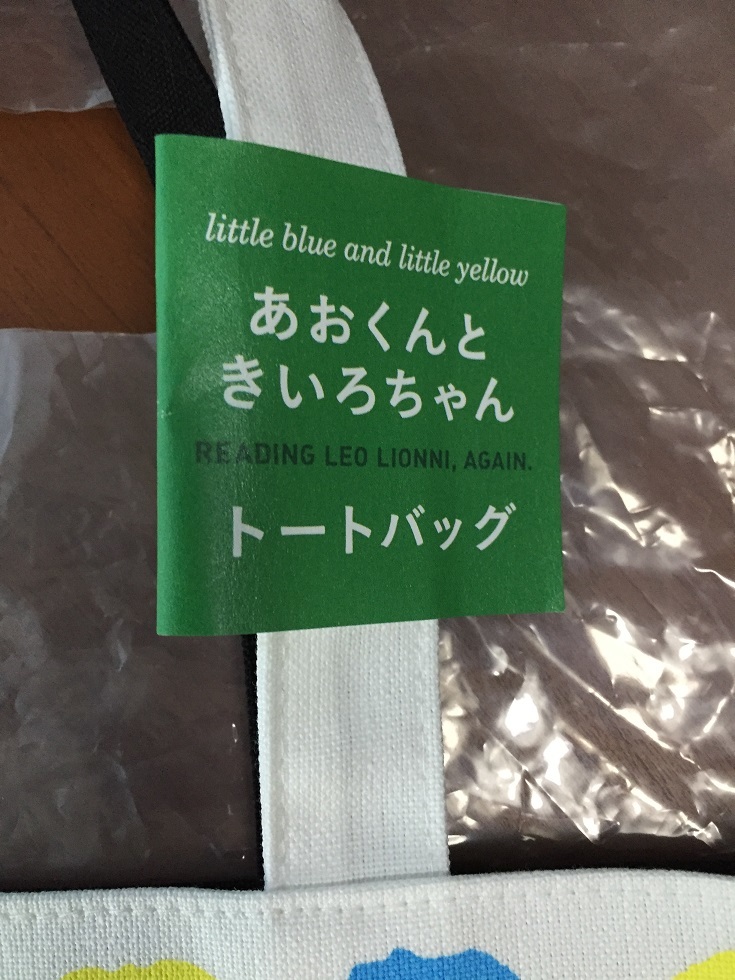 little blue and little yellow
あおくんと
きいろちゃん
READING LEO LIONNI, AGAIN.
トートバッグ